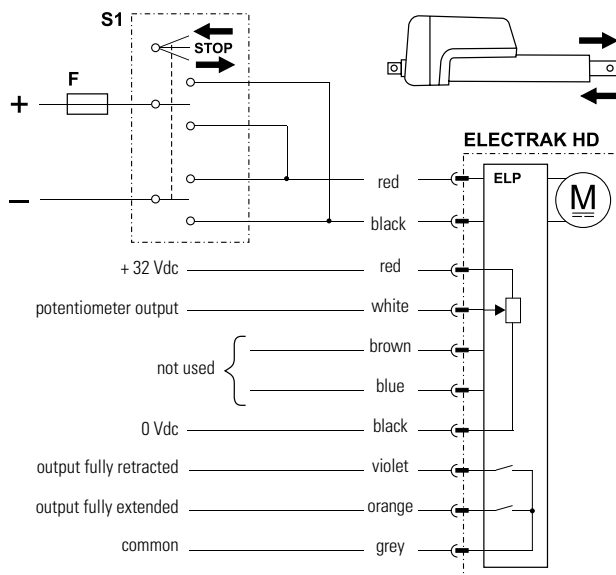 S1
STOP
F
+
–
ELECTRAK HD
ELP
M
red
black
+ 32 Vdc red
potentiometer output white
not used
brown
blue
0 Vdc black
output fully retracted violet
output fully extended orange
common grey